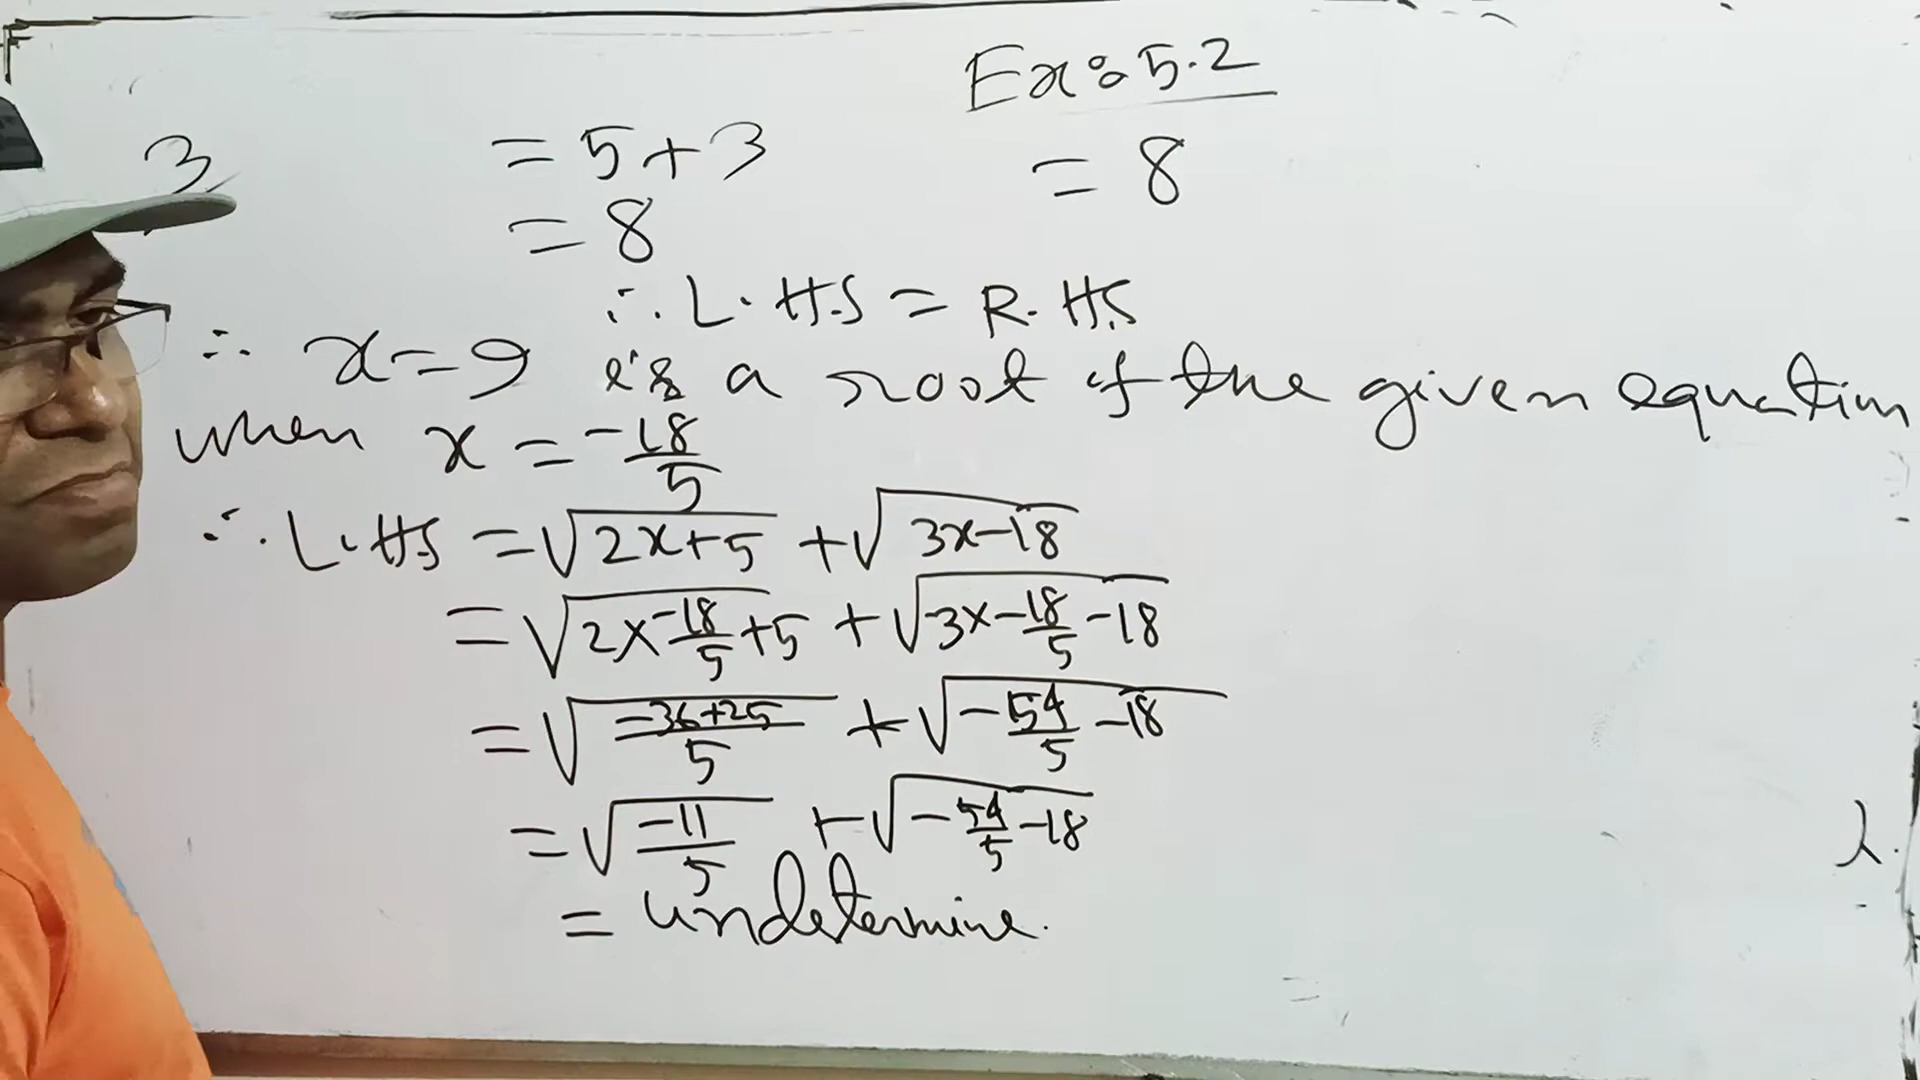 Ex: 5.2
3
= 5+3
= 8
= 8
∴ L.H.S = R.H.S
∴ x=9 is a root of the given equation
when x = -18/5
∴ L.H.S = √(2x+5) + √(3x-18)
= √(2×-18/5+5) + √(3×-18/5-18)
= √((-36+25)/5) + √(-54/5-18)
= √(-11/5) + √(-54/5-18)
= undetermine.